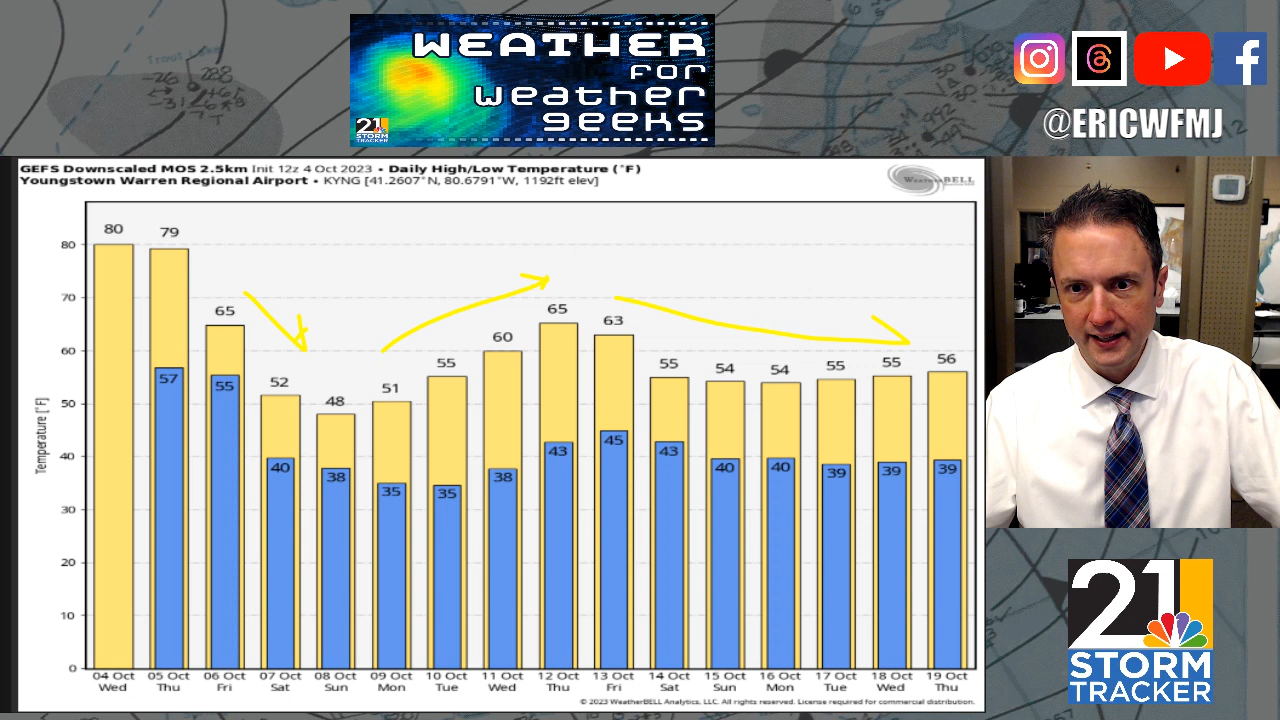 WEATHER
FOR
weather
geeks
21
STORM
TRACKER
@ERICWFMJ
GEFS Downscaled MOS 2.5km Init 12z 4 Oct 2023 • Daily High/Low Temperature (°F)
Youngstown Warren Regional Airport • KYNG [41.2607°N, 80.6791°W, 1192ft elev]
WeatherBELL
Temperature [°F]
80
70
60
50
40
30
20
10
0
80 79 65 52 48 51 55 60 65 63 55 54 54 55 55 56
57 55 40 38 35 35 38 43 45 43 40 40 39 39 39
04 Oct 05 Oct 06 Oct 07 Oct 08 Oct 09 Oct 10 Oct 11 Oct 12 Oct 13 Oct 14 Oct 15 Oct 16 Oct 17 Oct 18 Oct 19 Oct
Wed Thu Fri Sat Sun Mon Tue Wed Thu Fri Sat Sun Mon Tue Wed Thu
© 2023 WeatherBELL Analytics, LLC. All rights reserved. License required for commercial distribution.
21
STORM
TRACKER